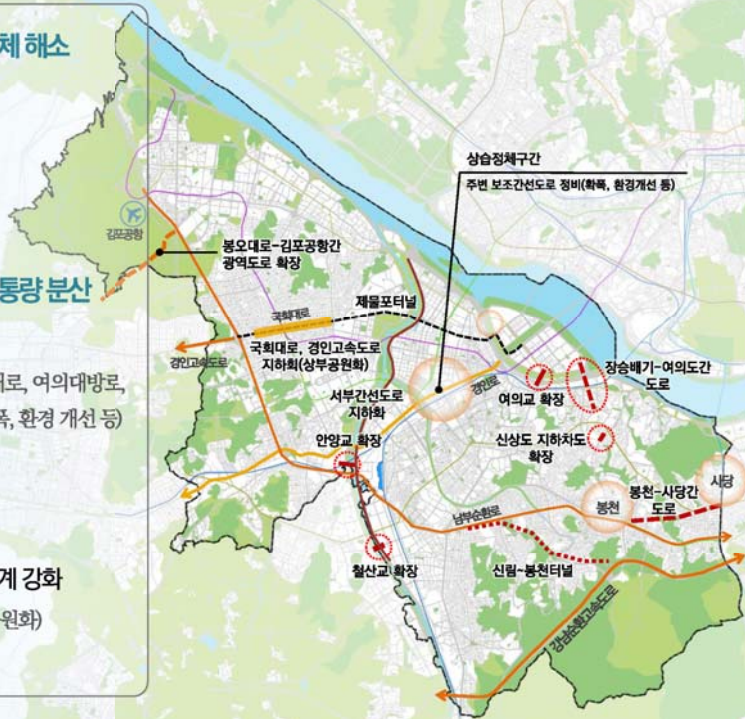 체 해소
통량 분산
대로, 여의대방로,
폭, 환경 개선 등)
계 강화
원화)
상습정체구간
주변 보조간선도로 정비(확폭, 환경개선 등)
김포공항
봉오대로-김포공항간
광역도로 확장
국회대로
제물포터널
경인고속도로
국회대로, 경인고속도로
지하회(상부공원화)
서부간선도로
지하화
경인로
여의교 확장
장승배기-여의도간
도로
안양교 확장
신상도 지하차도
확장
남부순환로
봉천
봉천-사당간
도로
사당
철산교 확장
신림-봉천터널
강남순환고속도로